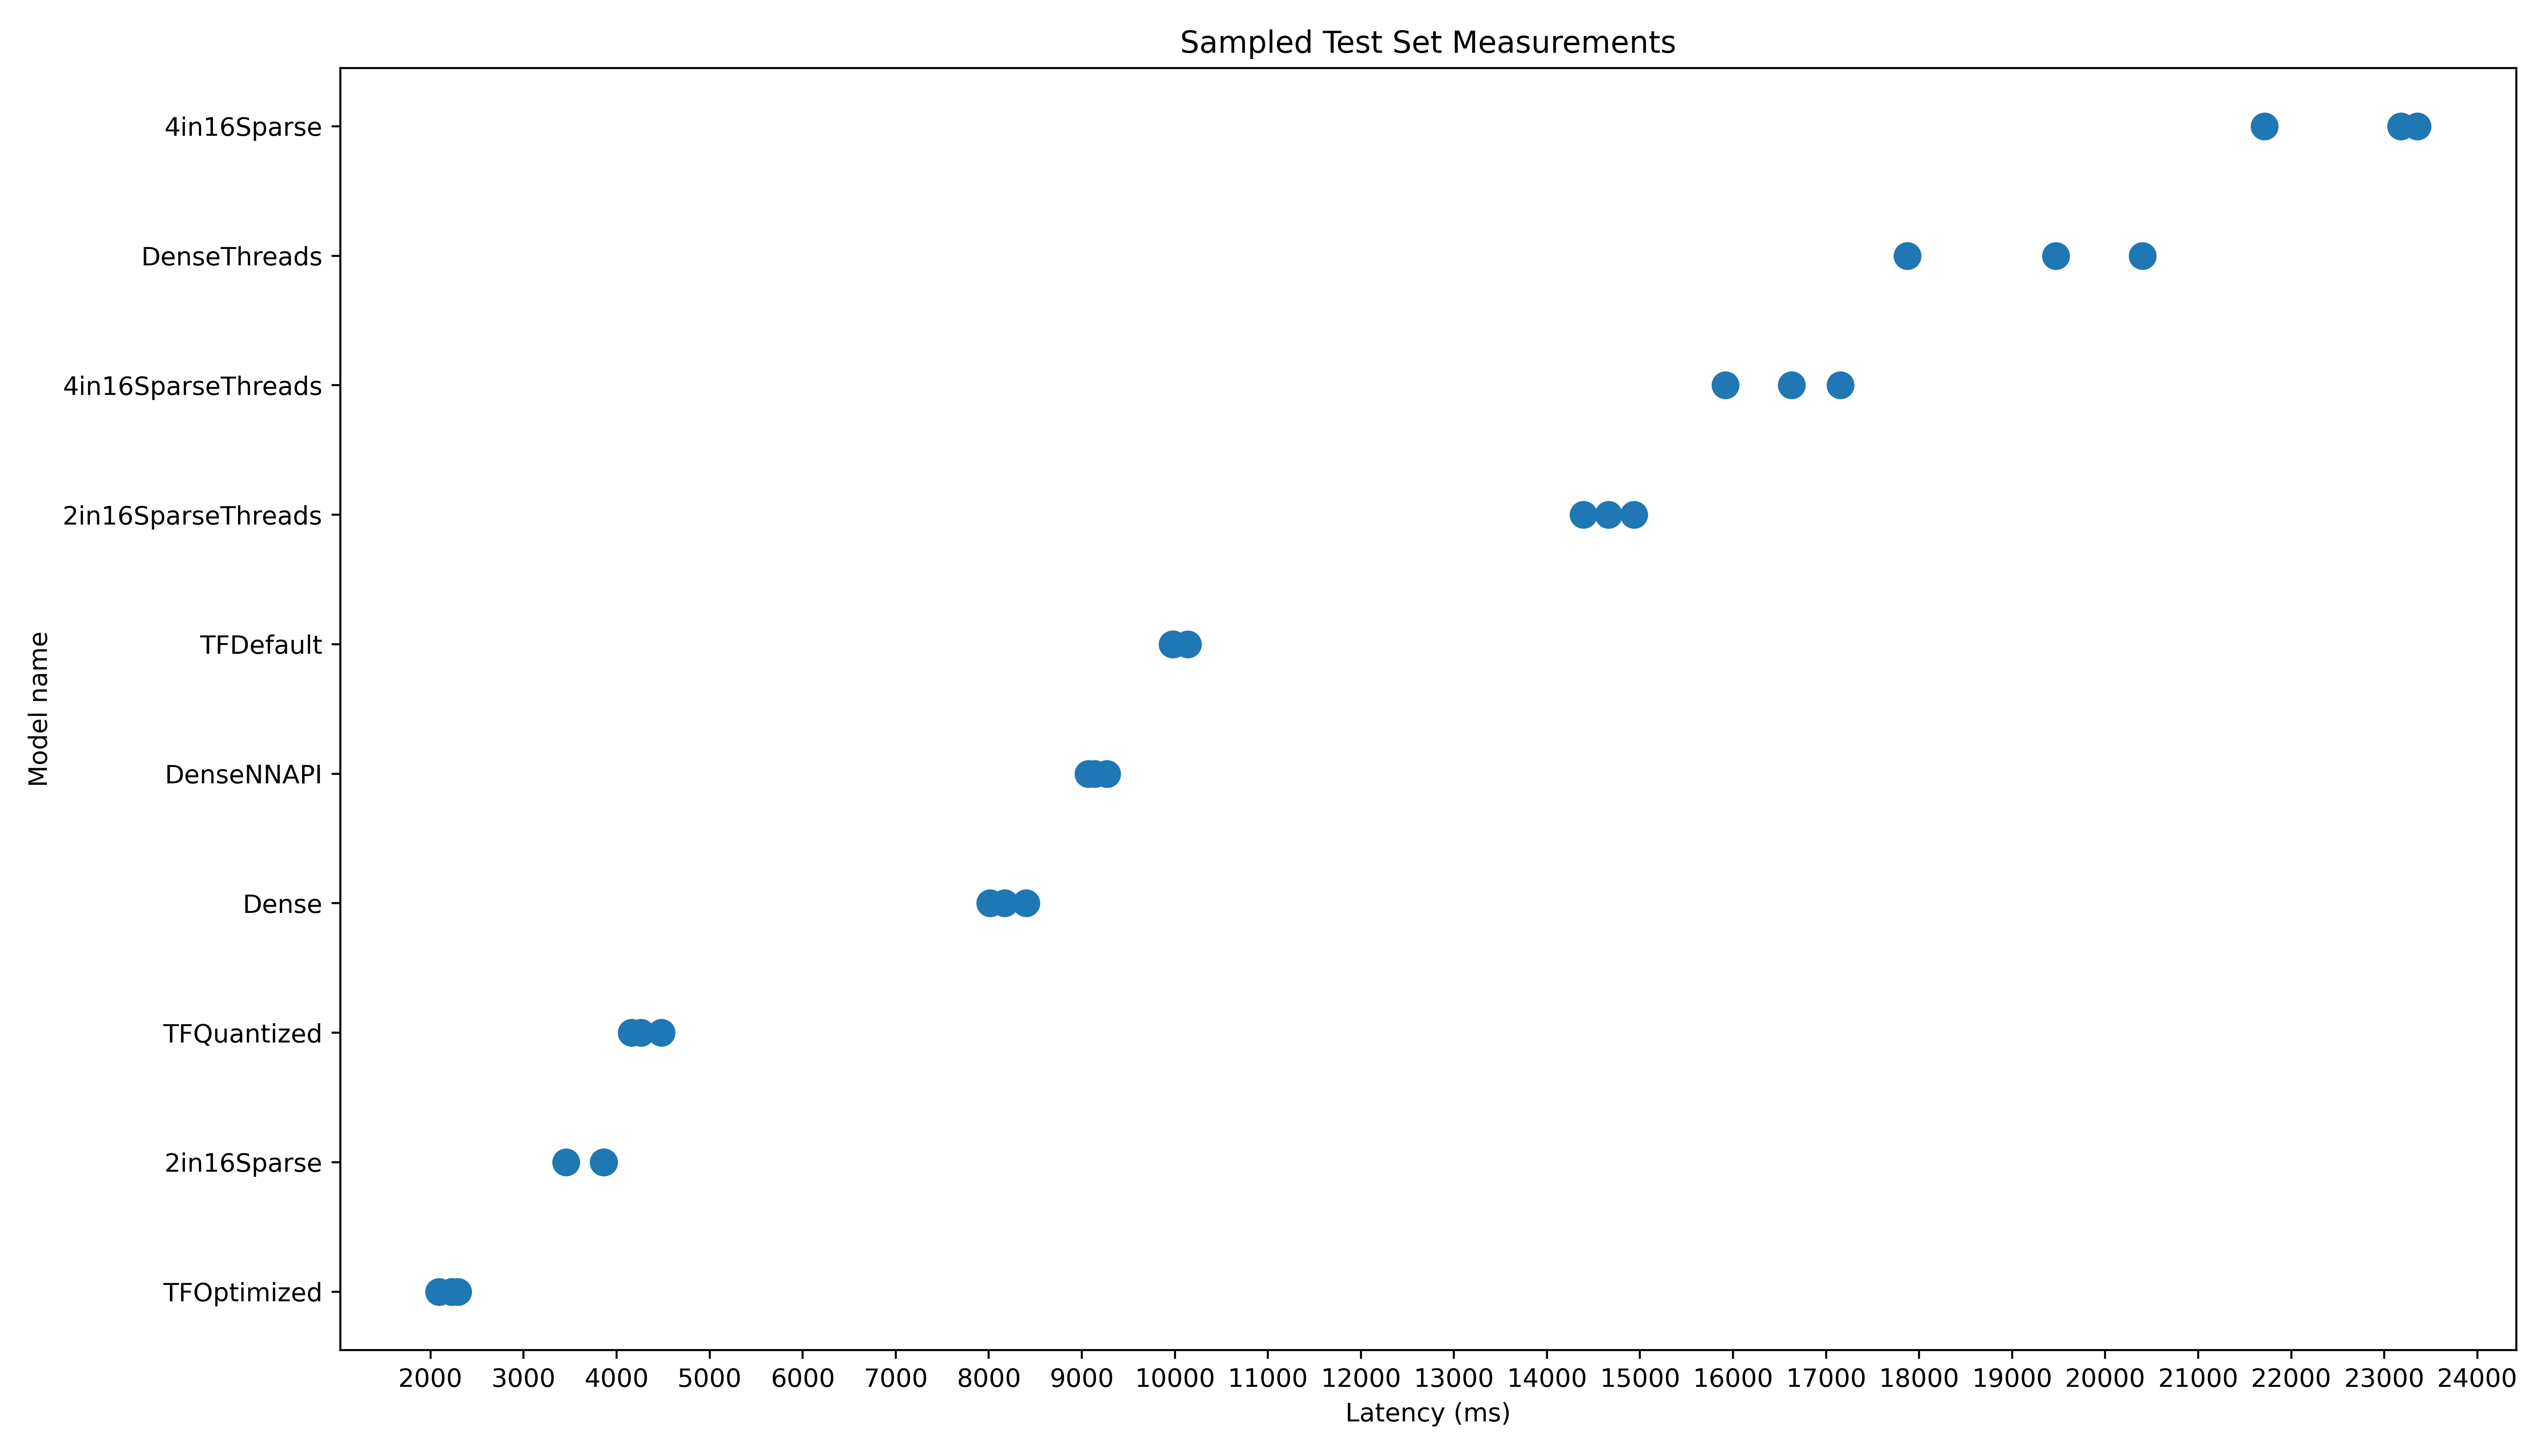 Sampled Test Set Measurements
Model name
4in16Sparse
DenseThreads
4in16SparseThreads
2in16SparseThreads
TFDefault
DenseNNAPI
Dense
TFQuantized
2in16Sparse
TFOptimized
2000 3000 4000 5000 6000 7000 8000 9000 10000 11000 12000 13000 14000 15000 16000 17000 18000 19000 20000 21000 22000 23000 24000
Latency (ms)